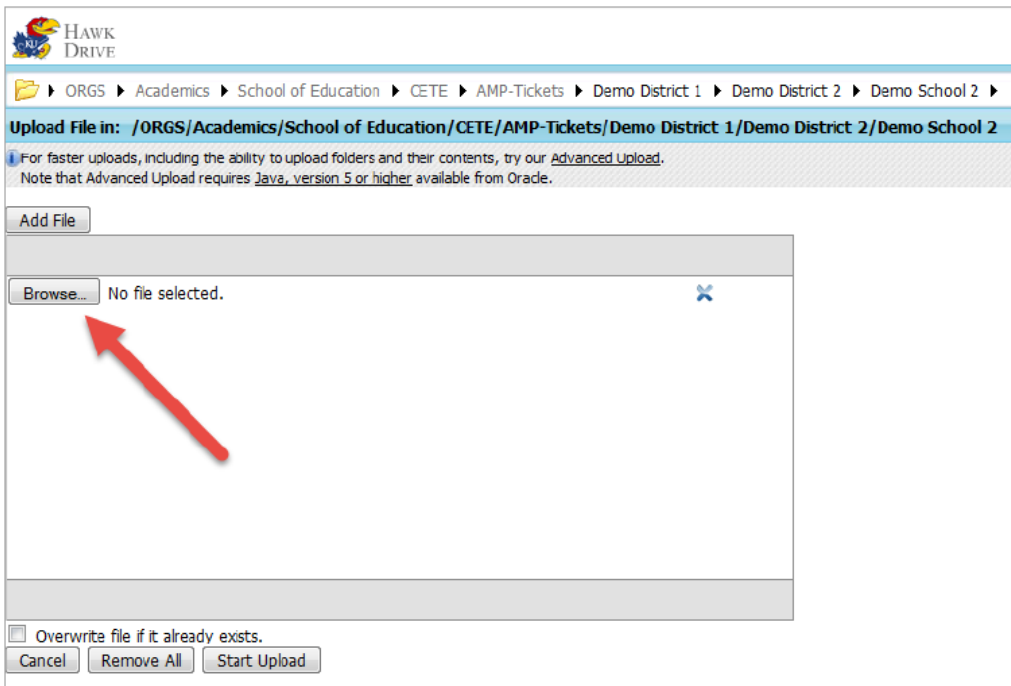 KU
HAWK
DRIVE
ORGS Academics School of Education CETE AMP-Tickets Demo District 1 Demo District 2 Demo School 2
Upload File in: /ORGS/Academics/School of Education/CETE/AMP-Tickets/Demo District 1/Demo District 2/Demo School 2
i For faster uploads, including the ability to upload folders and their contents, try our Advanced Upload.
Note that Advanced Upload requires Java, version 5 or higher available from Oracle.
Add File
Browse... No file selected.
Overwrite file if it already exists.
Cancel Remove All Start Upload